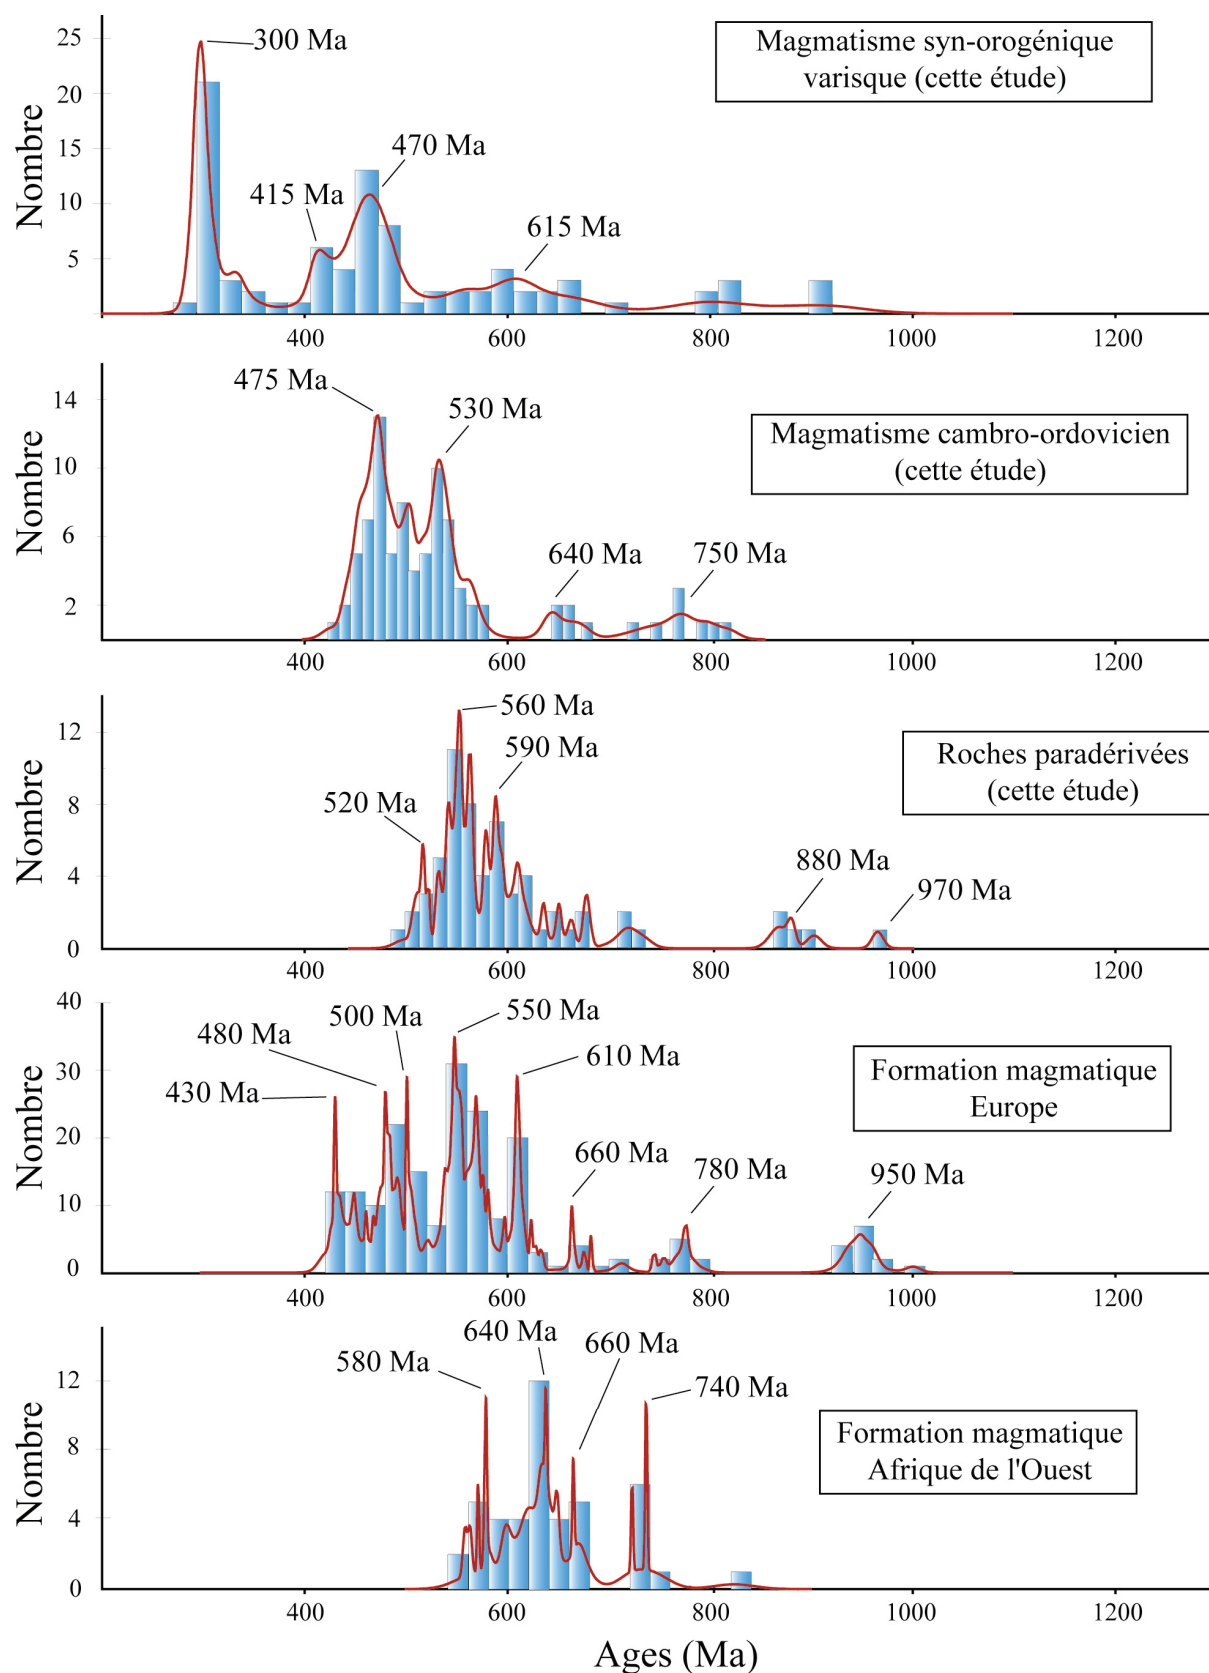 25
20
15
10
5
Nombre
300 Ma
415 Ma
470 Ma
615 Ma
Magmatisme syn-orogénique
varisque (cette étude)
400
600
800
1000
1200
14
10
6
2
Nombre
475 Ma
530 Ma
640 Ma
750 Ma
Magmatisme cambro-ordovicien
(cette étude)
400
600
800
1000
1200
12
8
4
0
Nombre
520 Ma
560 Ma
590 Ma
880 Ma
970 Ma
Roches paradérivées
(cette étude)
400
600
800
1000
1200
40
30
20
10
0
Nombre
430 Ma
480 Ma
500 Ma
550 Ma
610 Ma
660 Ma
780 Ma
950 Ma
Formation magmatique
Europe
400
600
800
1000
1200
12
8
4
0
Nombre
580 Ma
640 Ma
660 Ma
740 Ma
Formation magmatique
Afrique de l'Ouest
400
600
800
1000
1200
Ages (Ma)